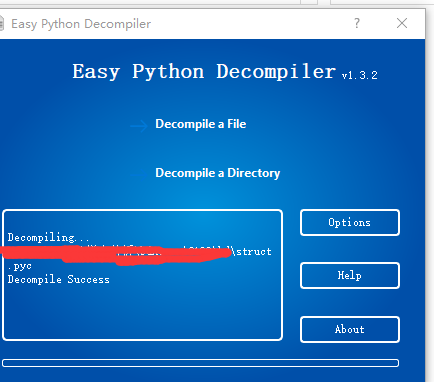 Easy Python Decompiler
?
Easy Python Decompiler v1.3.2
Decompile a File
Decompile a Directory
Decompiling...
\struct
.pyc
Decompile Success
Options
Help
About